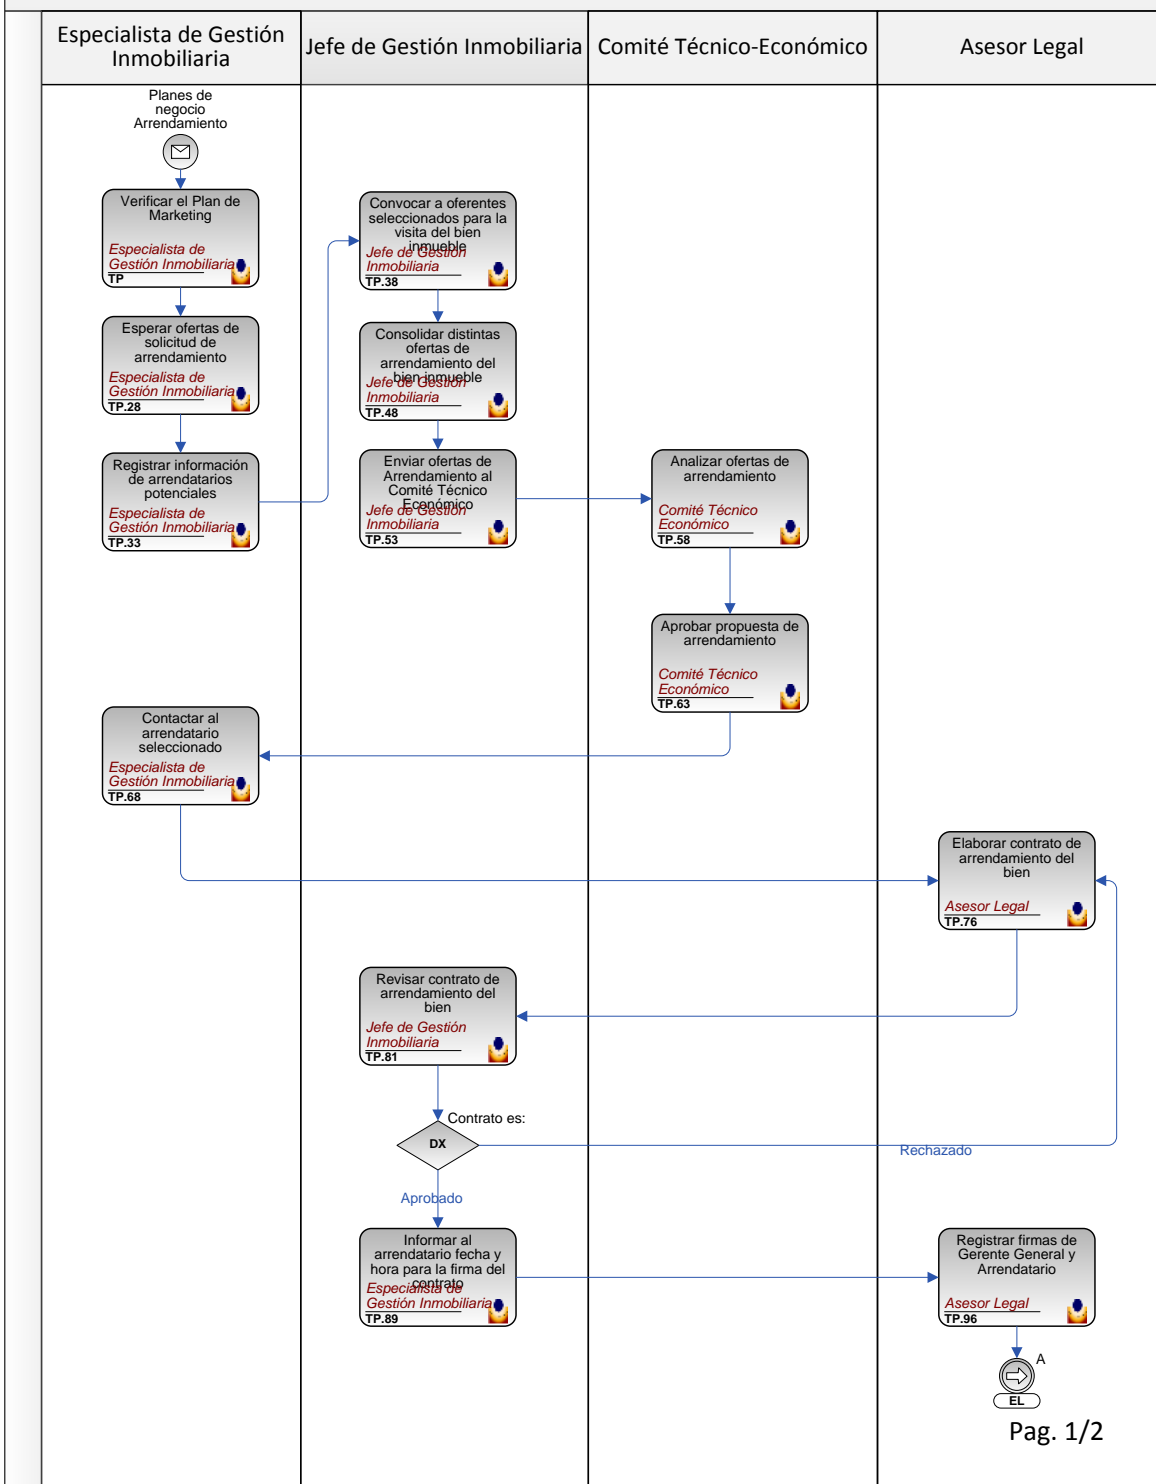 Especialista de Gestión
Inmobiliaria
Jefe de Gestión Inmobiliaria
Comité Técnico-Económico
Asesor Legal
Planes de
negocio
Arrendamiento
Verificar el Plan de
Marketing
Especialista de
Gestión Inmobiliaria
TP
Esperar ofertas de
solicitud de
arrendamiento
Especialista de
Gestión Inmobiliaria
TP.28
Registrar información
de arrendatarios
potenciales
Especialista de
Gestión Inmobiliaria
TP.33
Convocar a oferentes
seleccionados para la
visita del bien
inmueble
Jefe de Gestión
Inmobiliaria
TP.38
Consolidar distintas
ofertas de
arrendamiento del
bien inmueble
Jefe de Gestión
Inmobiliaria
TP.48
Enviar ofertas de
Arrendamiento al
Comité Técnico
Económico
Jefe de Gestión
Inmobiliaria
TP.53
Analizar ofertas de
arrendamiento
Comité Técnico
Económico
TP.58
Aprobar propuesta de
arrendamiento
Comité Técnico
Económico
TP.63
Contactar al
arrendatario
seleccionado
Especialista de
Gestión Inmobiliaria
TP.68
Elaborar contrato de
arrendamiento del
bien
Asesor Legal
TP.76
Revisar contrato de
arrendamiento del
bien
Jefe de Gestión
Inmobiliaria
TP.81
Contrato es:
DX
Rechazado
Aprobado
Informar al
arrendatario fecha y
hora para la firma del
contrato
Especialista de
Gestión Inmobiliaria
TP.89
Registrar firmas de
Gerente General y
Arrendatario
Asesor Legal
TP.96
A
EL
Pag. 1/2